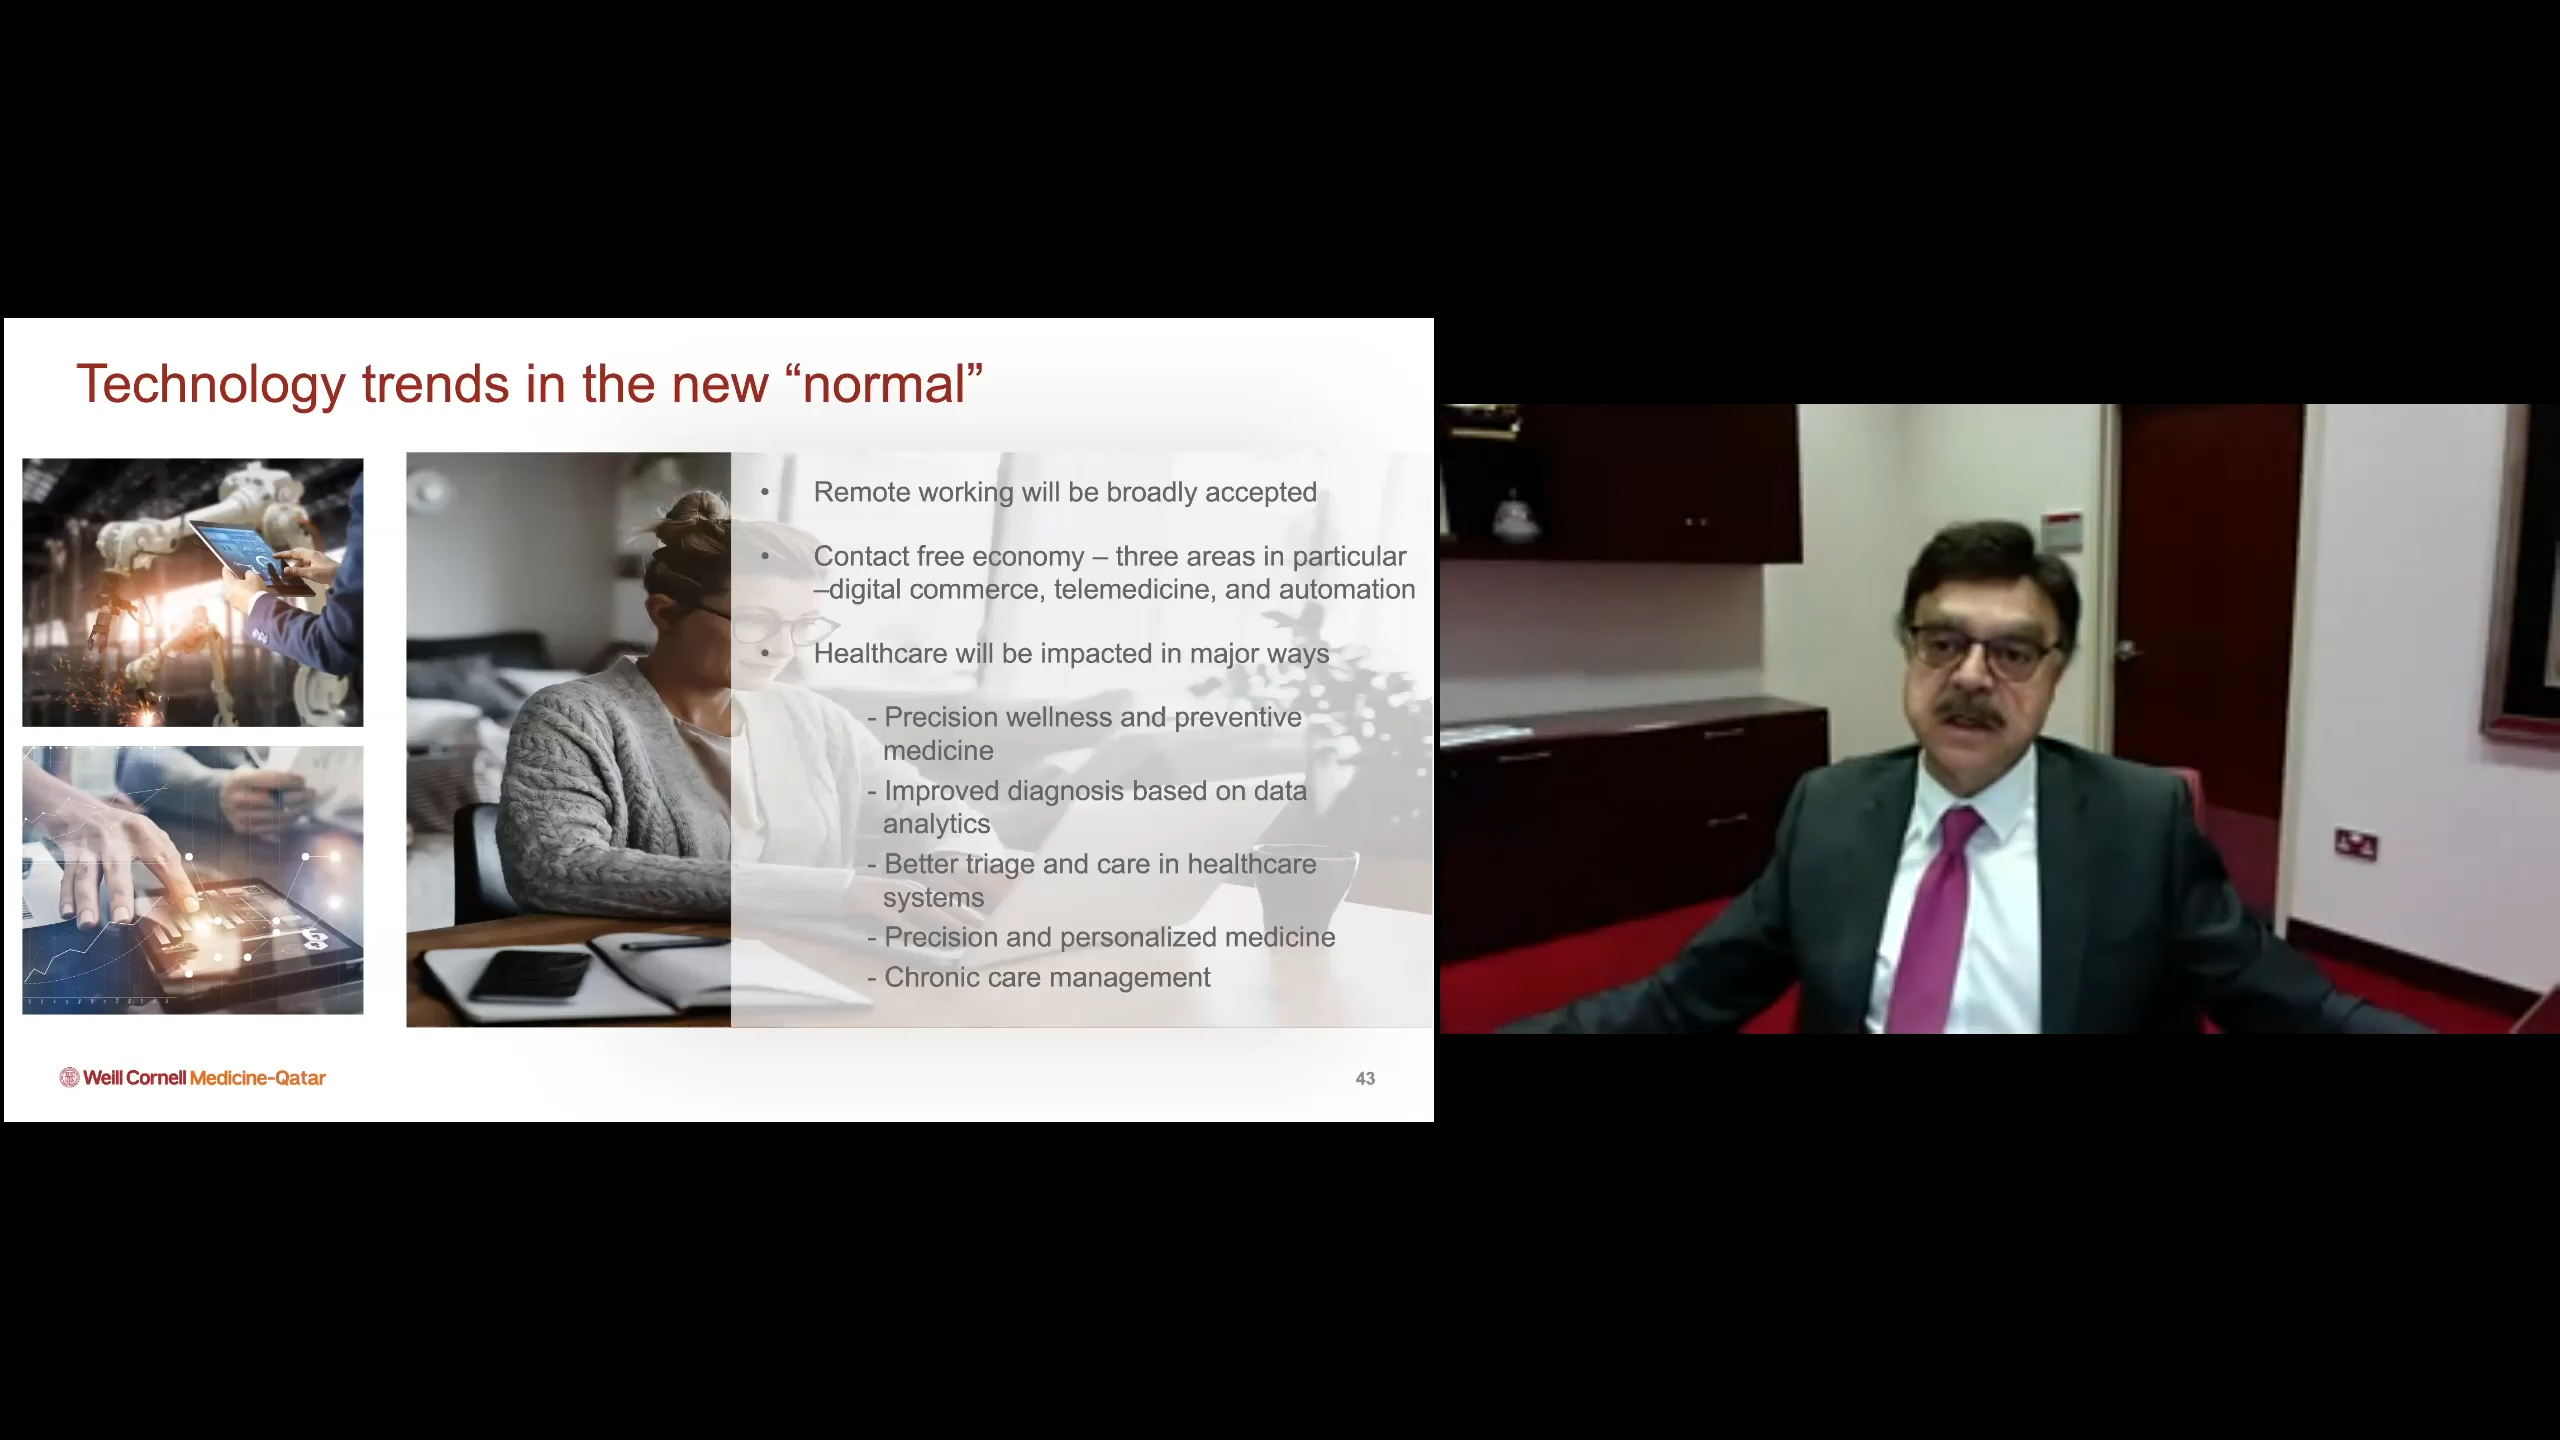 Technology trends in the new “normal”
• Remote working will be broadly accepted
• Contact free economy – three areas in particular
–digital commerce, telemedicine, and automation
• Healthcare will be impacted in major ways
- Precision wellness and preventive
medicine
- Improved diagnosis based on data
analytics
- Better triage and care in healthcare
systems
- Precision and personalized medicine
- Chronic care management
Weill Cornell Medicine-Qatar
43